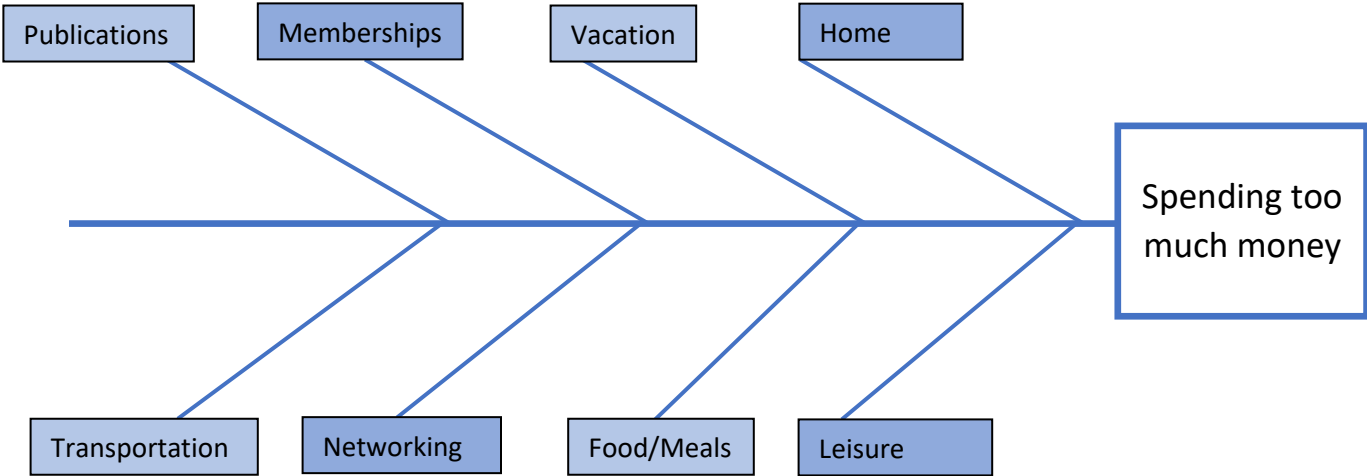 Publications
Memberships
Vacation
Home
Spending too
much money
Transportation
Networking
Food/Meals
Leisure